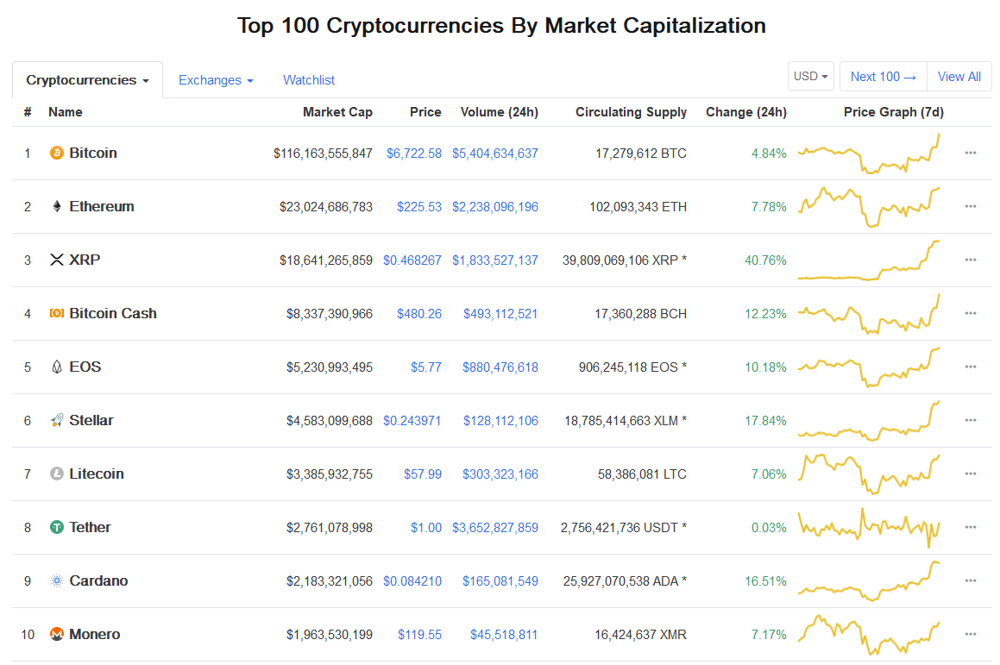 Top 100 Cryptocurrencies By Market Capitalization
Cryptocurrencies Exchanges Watchlist USD Next 100 → View All
# Name Market Cap Price Volume (24h) Circulating Supply Change (24h) Price Graph (7d)
1 Bitcoin $116,163,555,847 $6,722.58 $5,404,634,637 17,279,612 BTC 4.84%
2 Ethereum $23,024,686,783 $225.53 $2,238,096,196 102,093,343 ETH 7.78%
3 XRP $18,641,265,859 $0.468267 $1,833,527,137 39,809,069,106 XRP * 40.76%
4 Bitcoin Cash $8,337,390,966 $480.26 $493,112,521 17,360,288 BCH 12.23%
5 EOS $5,230,993,495 $5.77 $880,476,618 906,245,118 EOS * 10.18%
6 Stellar $4,583,099,688 $0.243971 $128,112,106 18,785,414,663 XLM * 17.84%
7 Litecoin $3,385,932,755 $57.99 $303,323,166 58,386,081 LTC 7.06%
8 Tether $2,761,078,998 $1.00 $3,652,827,859 2,756,421,736 USDT * 0.03%
9 Cardano $2,183,321,056 $0.084210 $165,081,549 25,927,070,538 ADA * 16.51%
10 Monero $1,963,530,199 $119.55 $45,518,811 16,424,637 XMR 7.17%